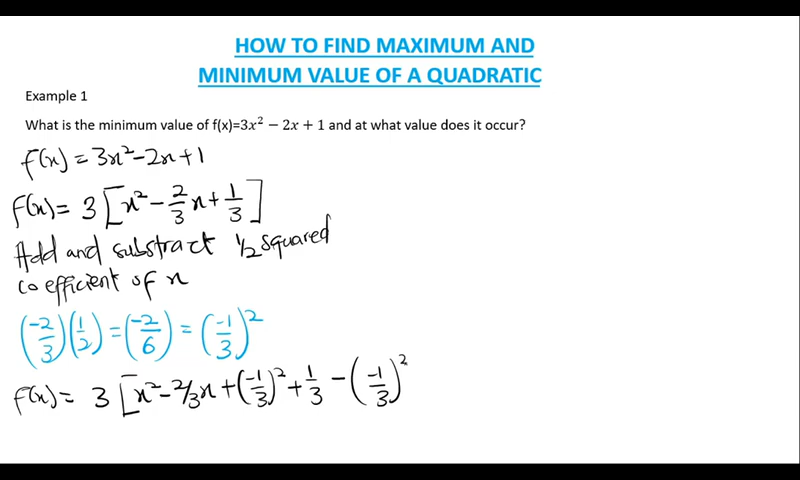 HOW TO FIND MAXIMUM AND
MINIMUM VALUE OF A QUADRATIC
Example 1
What is the minimum value of f(x)=3x² − 2x + 1 and at what value does it occur?
f(x) = 3x² - 2x + 1
f(x) = 3 [x² - 2/3 x + 1/3]
Add and substract 1/2 squared
coefficient of x
(-2/3)(1/2) = (-2/6) = (-1/3)²
f(x) = 3 [x² - 2/3x + (-1/3)² + 1/3 - (-1/3)²